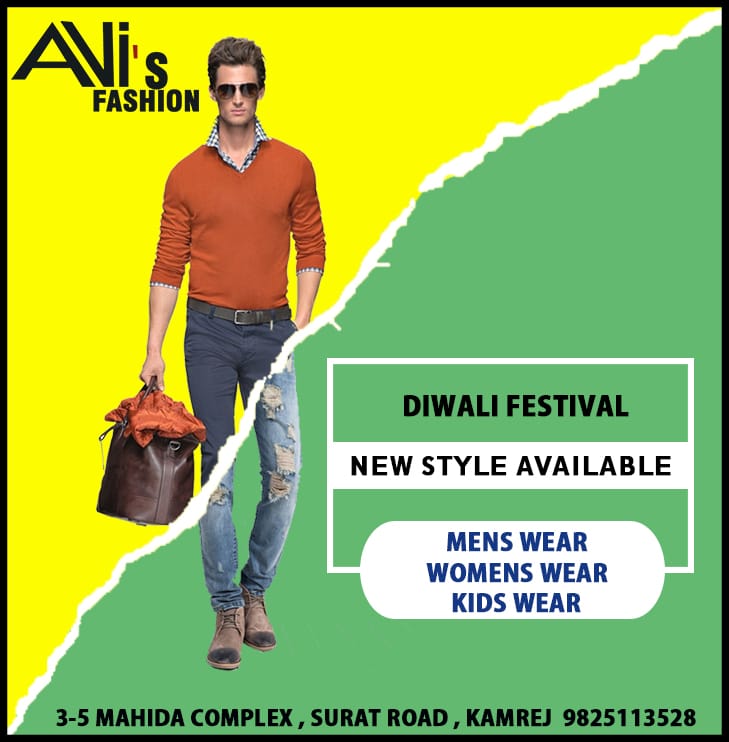 AVi's
FASHION
DIWALI FESTIVAL
NEW STYLE AVAILABLE
MENS WEAR
WOMENS WEAR
KIDS WEAR
3-5 MAHIDA COMPLEX , SURAT ROAD , KAMREJ 9825113528